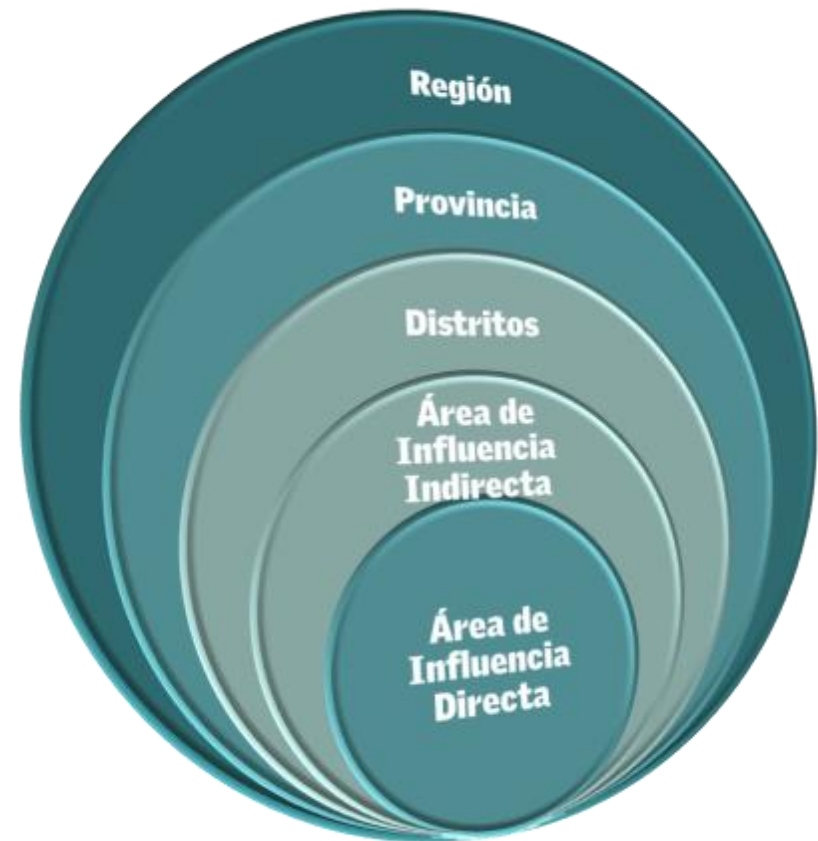 Región
Provincia
Distritos
Área de
Influencia
Indirecta
Área de
Influencia
Directa